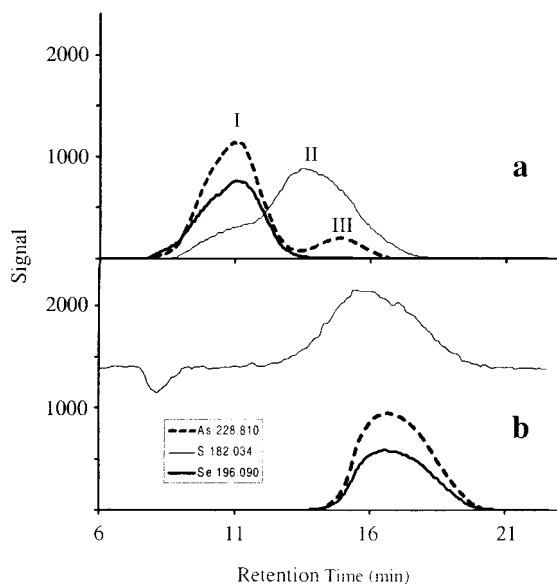 2000
I
II
1000
a
III
Signal
2000
1000
b
As 228.810
S 182.034
Se 196.090
6
11
16
21
Retention Time (min)